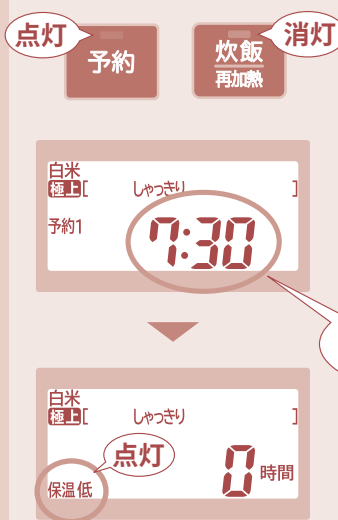 点灯
予約
炊飯
再加熱
消灯
白米
極上[ しゃっきり ]
予約1
7:30
白米
極上[ しゃっきり ]
点灯
保温低
0時間